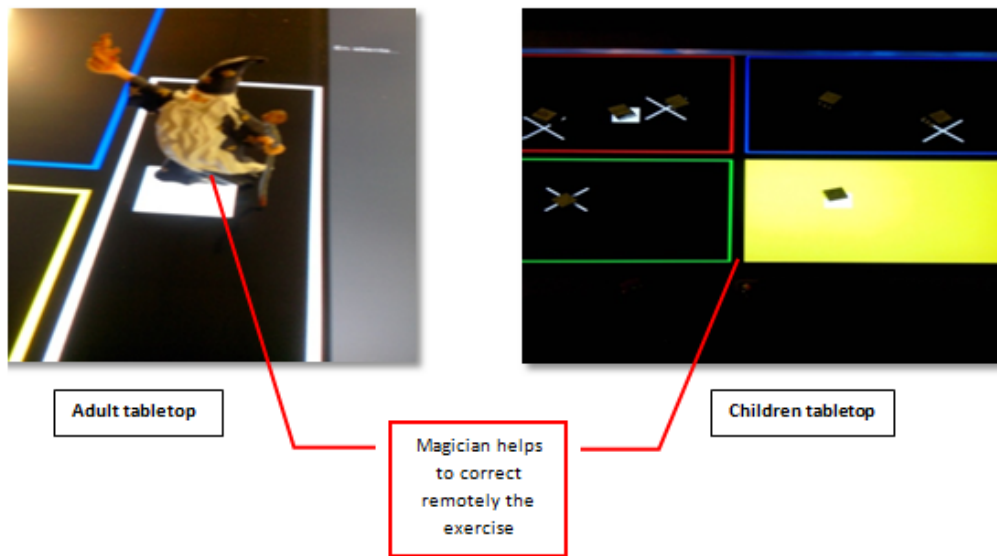 Adult tabletop
Children tabletop
Magician helps
to correct
remotely the
exercise